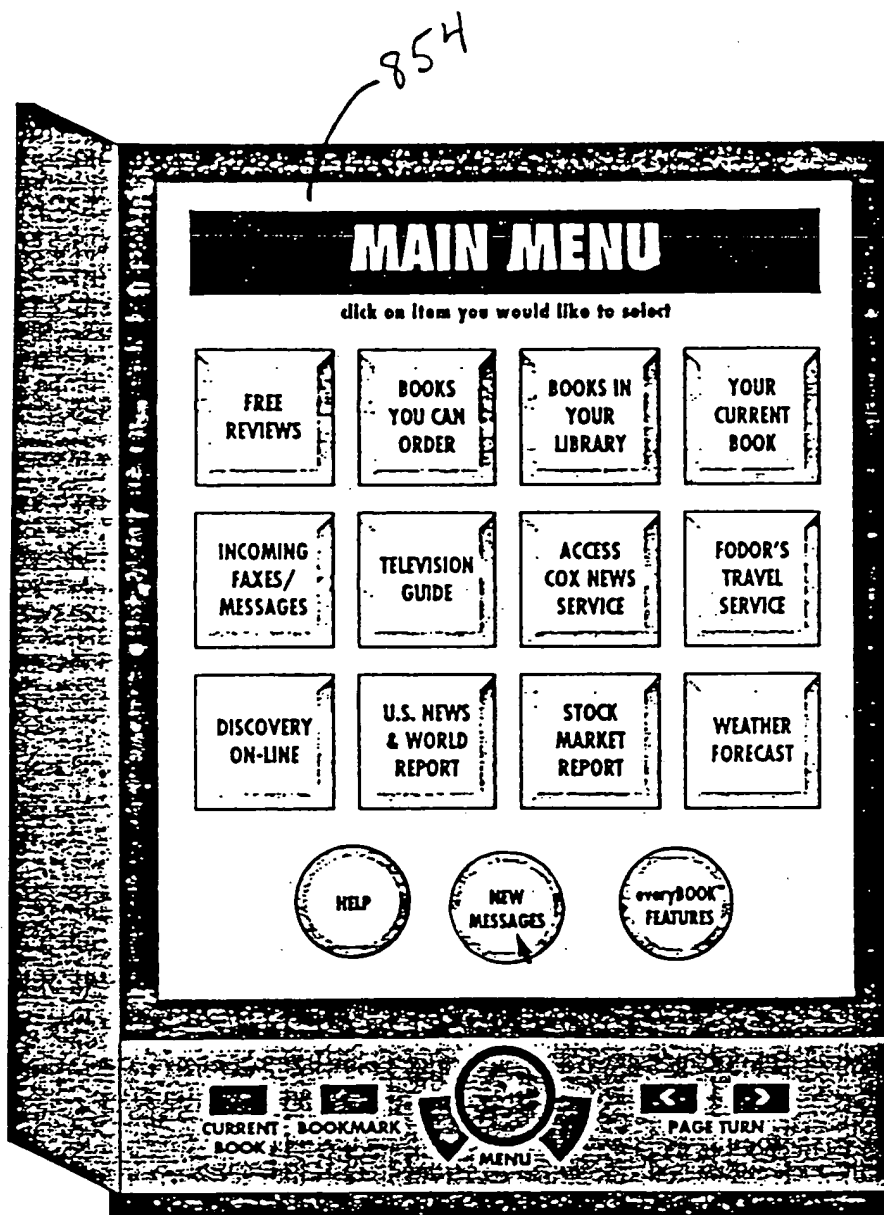 854
MAIN MENU
click on item you would like to select
FREE
REVIEWS
BOOKS
YOU CAN
ORDER
BOOKS IN
YOUR
LIBRARY
YOUR
CURRENT
BOOK
INCOMING
FAXES/
MESSAGES
TELEVISION
GUIDE
ACCESS
COX NEWS
SERVICE
FODOR'S
TRAVEL
SERVICE
DISCOVERY
ON-LINE
U.S. NEWS
& WORLD
REPORT
STOCK
MARKET
REPORT
WEATHER
FORECAST
HELP
NEW
MESSAGES
everyBOOK™
FEATURES
< >
CURRENT
BOOK
BOOKMARK
MENU
PAGE TURN